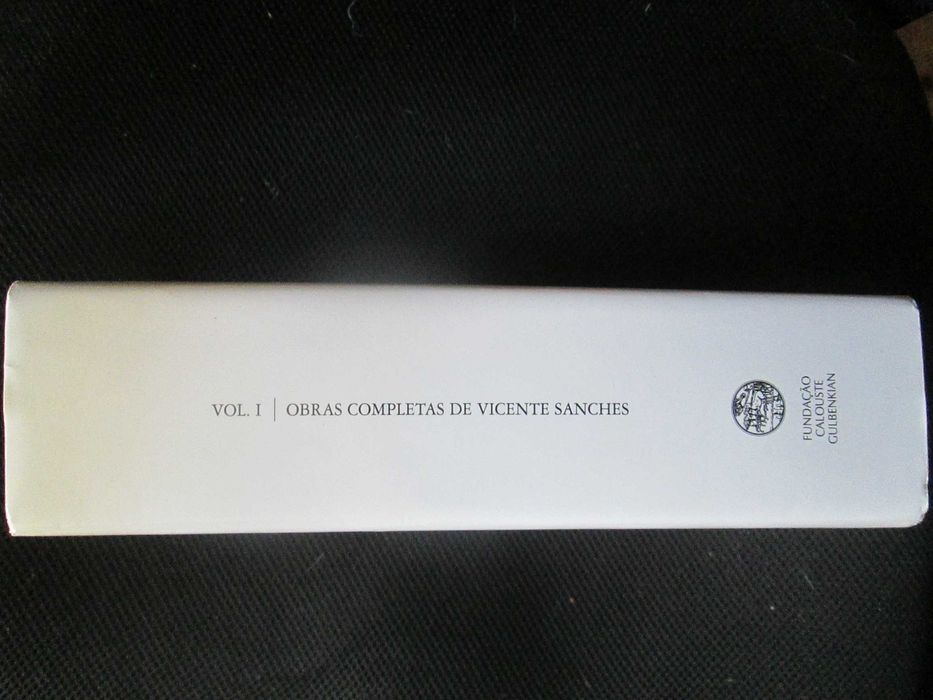 VOL. I | OBRAS COMPLETAS DE VICENTE SANCHES
FUNDAÇÃO
CALOUSTE
GULBENKIAN